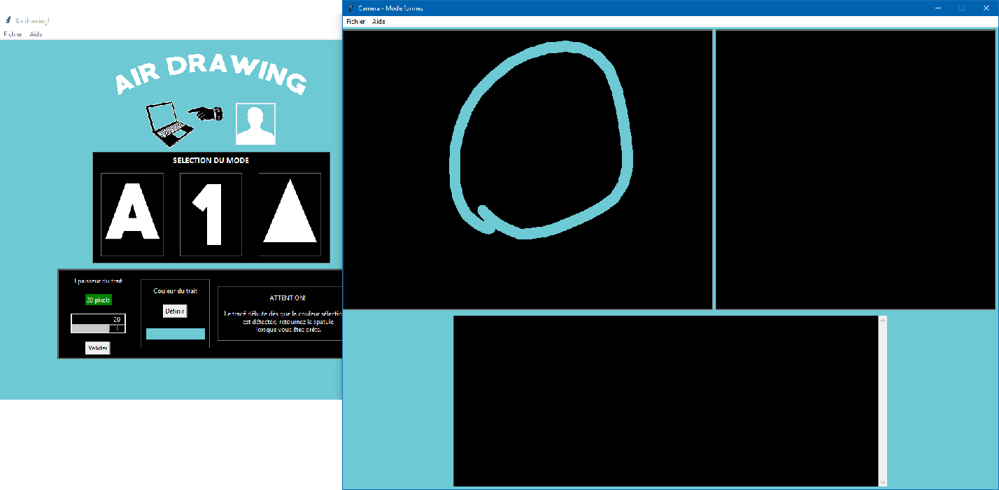 Air drawing!
Fichier Aide
AIR DRAWING
SELECTION DU MODE
A 1
Epaisseur du trait
20 pixels
20
Valider
Couleur du trait
Définir
ATTENTION!
Le tracé débute dès que la couleur sélectio
est détectée, retournez la spatule
lorsque vous êtes prêts.
Camera - Mode formes
Fichier Aide